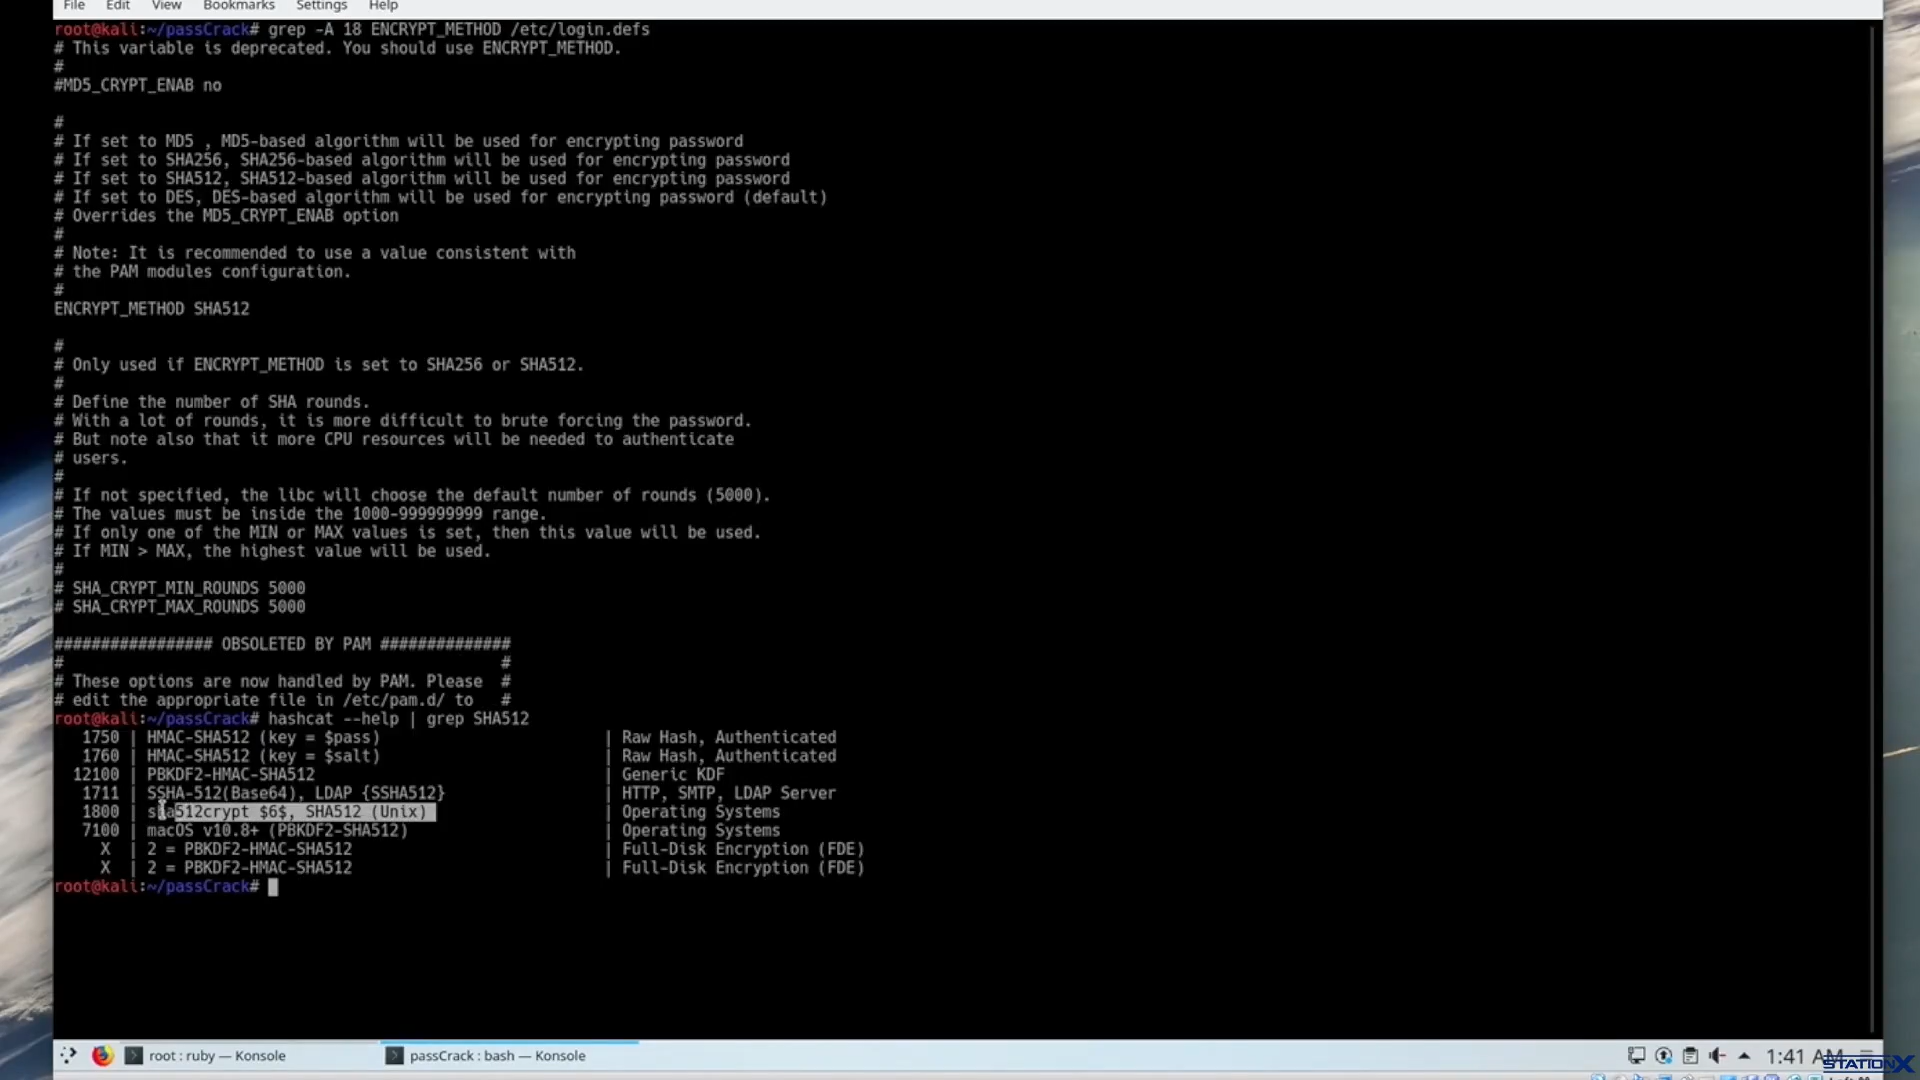 File Edit View Bookmarks Settings Help
root@kali:~/passCrack# grep -A 18 ENCRYPT_METHOD /etc/login.defs
# This variable is deprecated. You should use ENCRYPT_METHOD.
#
#MD5_CRYPT_ENAB no
#
# If set to MD5 , MD5-based algorithm will be used for encrypting password
# If set to SHA256, SHA256-based algorithm will be used for encrypting password
# If set to SHA512, SHA512-based algorithm will be used for encrypting password
# If set to DES, DES-based algorithm will be used for encrypting password (default)
# Overrides the MD5_CRYPT_ENAB option
#
# Note: It is recommended to use a value consistent with
# the PAM modules configuration.
#
ENCRYPT_METHOD SHA512
#
# Only used if ENCRYPT_METHOD is set to SHA256 or SHA512.
#
# Define the number of SHA rounds.
# With a lot of rounds, it is more difficult to brute forcing the password.
# But note also that it more CPU resources will be needed to authenticate
# users.
#
# If not specified, the libc will choose the default number of rounds (5000).
# The values must be inside the 1000-999999999 range.
# If only one of the MIN or MAX values is set, then this value will be used.
# If MIN > MAX, the highest value will be used.
#
# SHA_CRYPT_MIN_ROUNDS 5000
# SHA_CRYPT_MAX_ROUNDS 5000
################# OBSOLETED BY PAM ##############
# #
# These options are now handled by PAM. Please #
# edit the appropriate file in /etc/pam.d/ to #
root@kali:~/passCrack# hashcat --help | grep SHA512
1750 | HMAC-SHA512 (key = $pass) | Raw Hash, Authenticated
1760 | HMAC-SHA512 (key = $salt) | Raw Hash, Authenticated
12100 | PBKDF2-HMAC-SHA512 | Generic KDF
1711 | SSHA-512(Base64), LDAP {SSHA512} | HTTP, SMTP, LDAP Server
1800 | sha512crypt $6$, SHA512 (Unix) | Operating Systems
7100 | macOS v10.8+ (PBKDF2-SHA512) | Operating Systems
X | 2 = PBKDF2-HMAC-SHA512 | Full-Disk Encryption (FDE)
X | 2 = PBKDF2-HMAC-SHA512 | Full-Disk Encryption (FDE)
root@kali:~/passCrack#
root : ruby — Konsole passCrack : bash — Konsole 1:41 AM
STATIONX